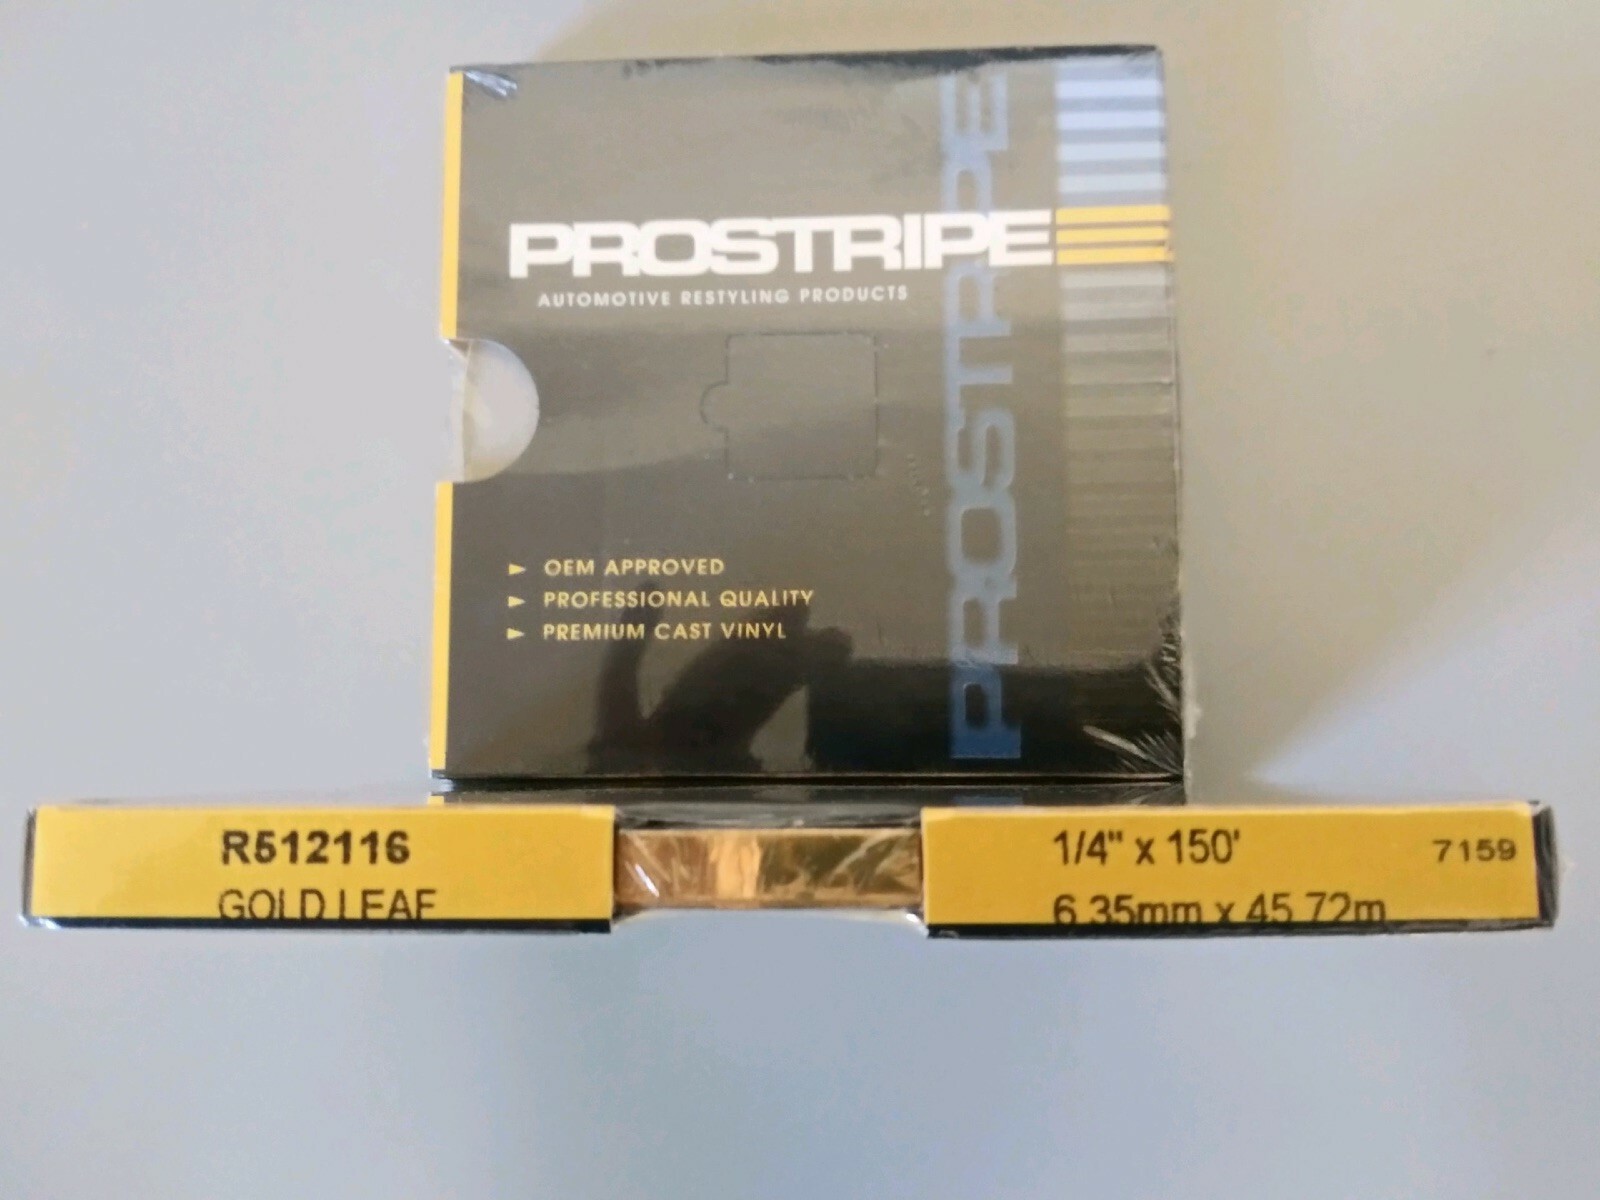 PROSTRIPE
AUTOMOTIVE RESTYLING PRODUCTS
PROSTRIPE
OEM APPROVED
PROFESSIONAL QUALITY
PREMIUM CAST VINYL
R512116
GOLD LEAF
1/4" x 150'
7159
6.35mm x 45.72m